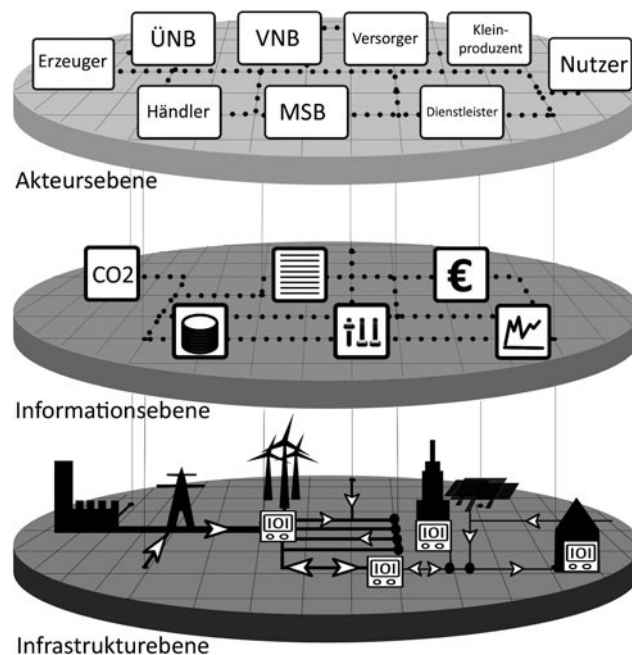 Erzeuger
ÜNB
VNB
Versorger
Klein-
produzent
Nutzer
Händler
MSB
Dienstleister
Akteursebene
CO2
€
Informationsebene
IOI
IOI
IOI
IOI
Infrastrukturebene